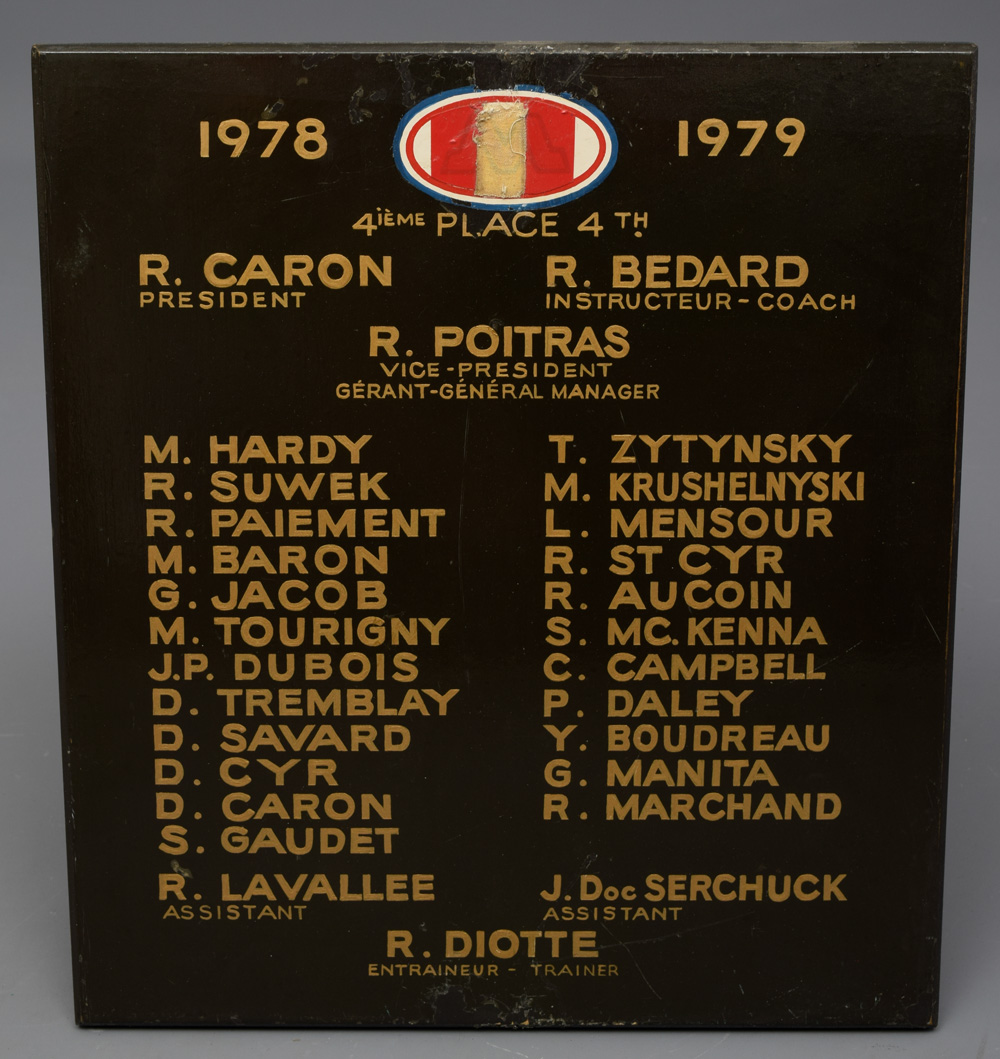 1978 1979
4IÈME PLACE 4TH
R. CARON R. BEDARD
PRESIDENT INSTRUCTEUR - COACH
R. POITRAS
VICE-PRESIDENT
GÉRANT-GÉNÉRAL MANAGER
M. HARDY T. ZYTYNSKY
R. SUWEK M. KRUSHELNYSKI
R. PAIEMENT L. MENSOUR
M. BARON R. ST CYR
G. JACOB R. AUCOIN
M. TOURIGNY S. MC. KENNA
J.P. DUBOIS C. CAMPBELL
D. TREMBLAY P. DALEY
D. SAVARD Y. BOUDREAU
D. CYR G. MANITA
D. CARON R. MARCHAND
S. GAUDET
R. LAVALLEE J. Doc SERCHUCK
ASSISTANT ASSISTANT
R. DIOTTE
ENTRAINEUR - TRAINER